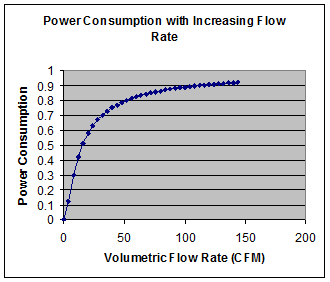 Power Consumption with Increasing Flow
Rate
Power Consumption
1
0.9
0.8
0.7
0.6
0.5
0.4
0.3
0.2
0.1
0
0 50 100 150 200
Volumetric Flow Rate (CFM)